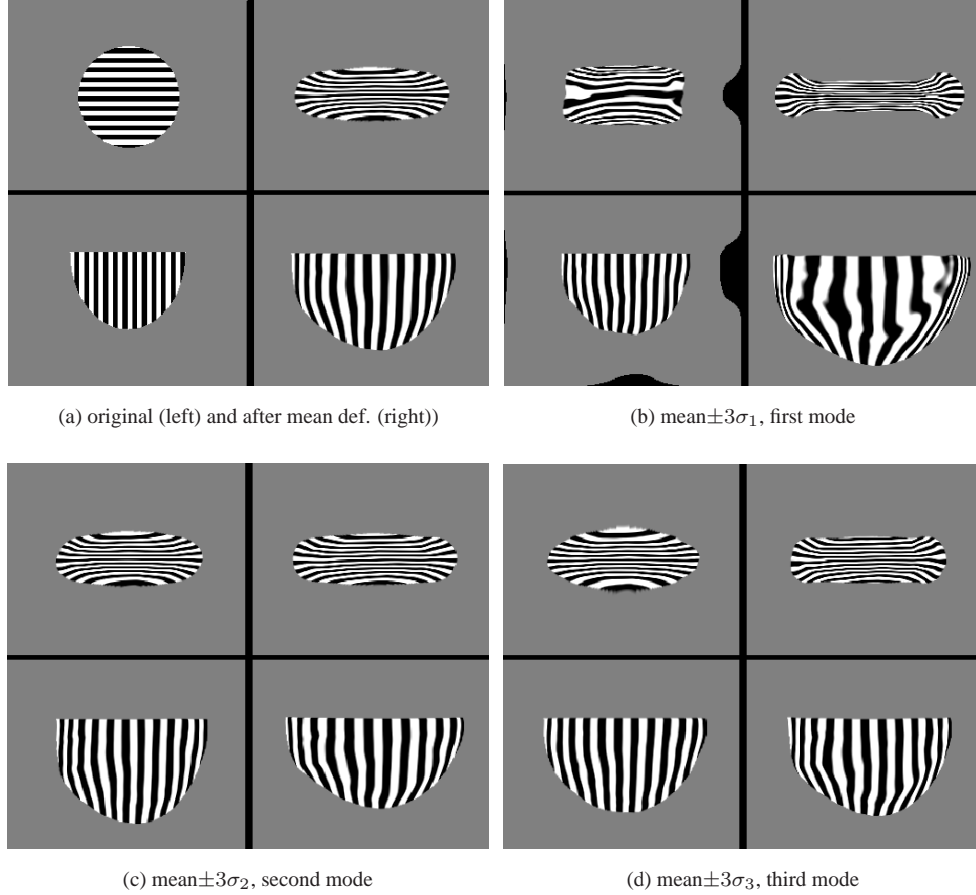 (a) original (left) and after mean def. (right))
(b) mean±3σ₁, first mode
(c) mean±3σ₂, second mode
(d) mean±3σ₃, third mode